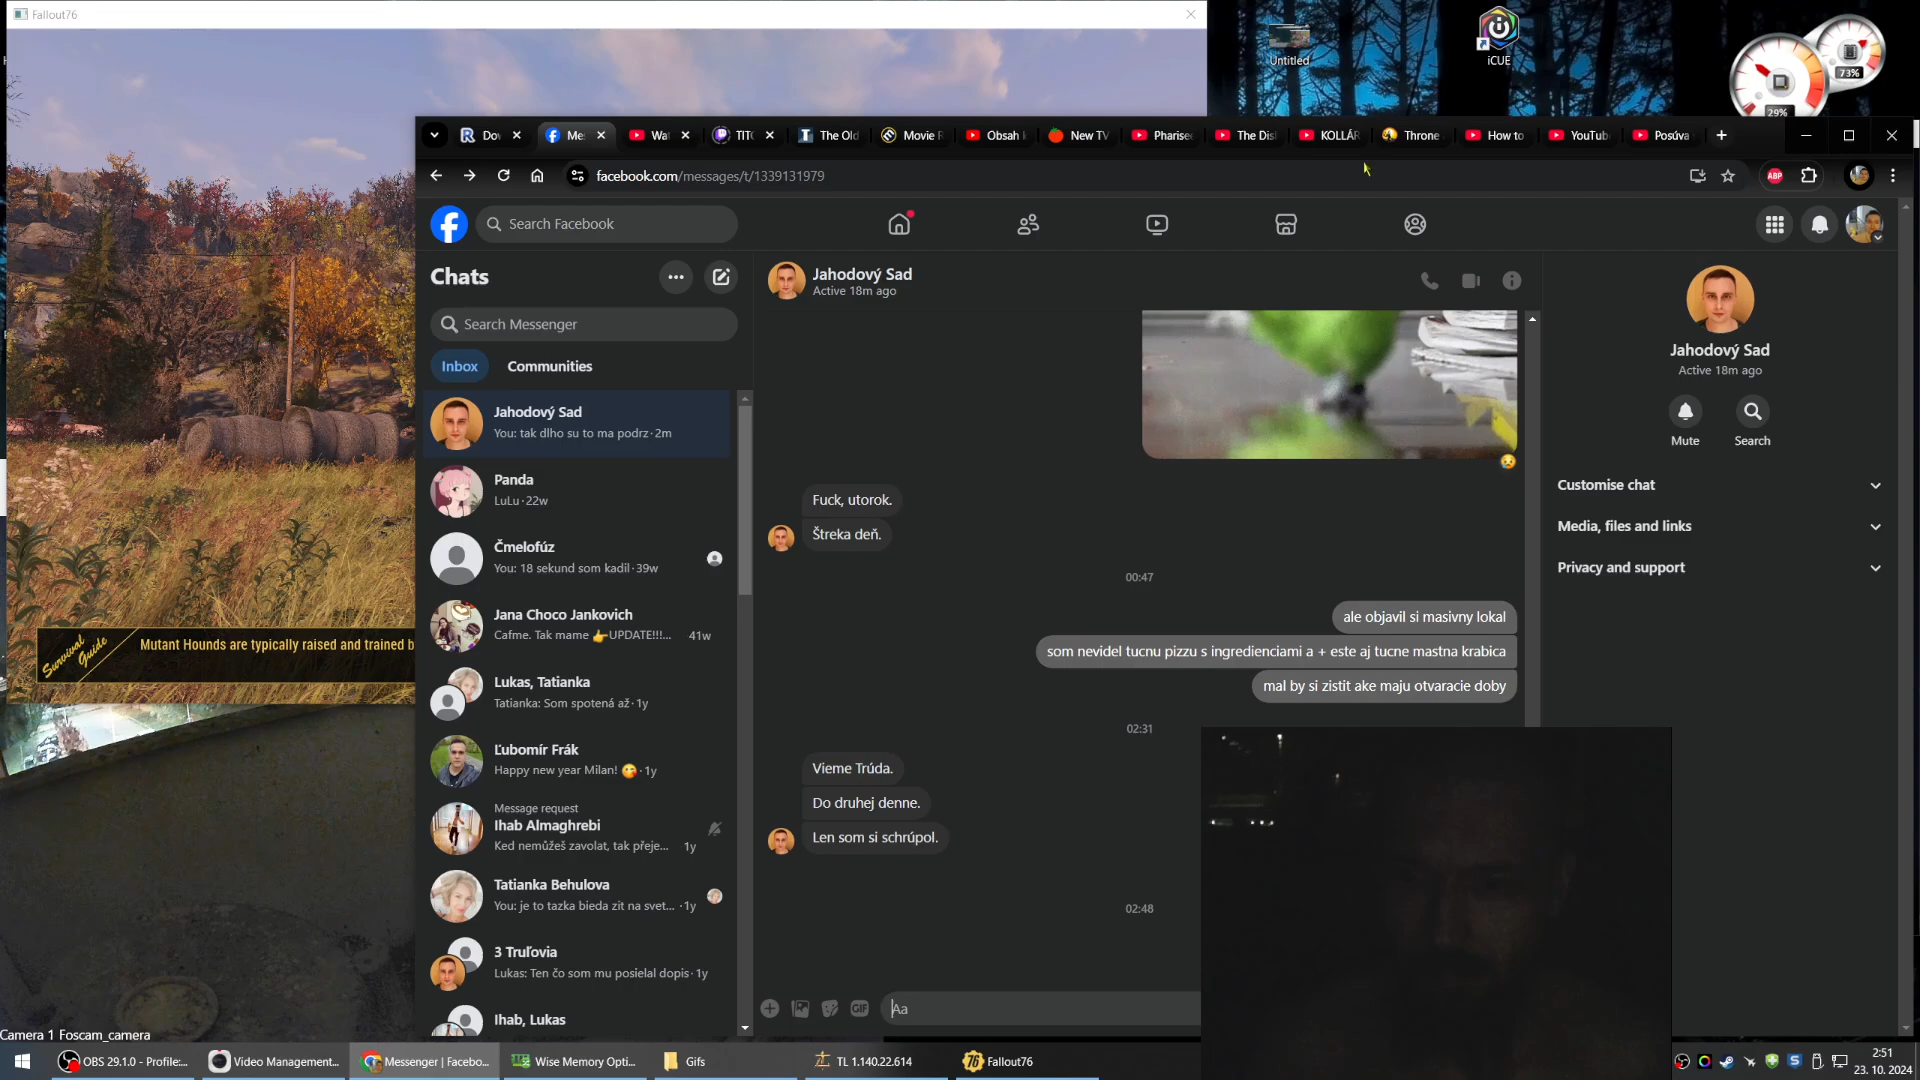 Fallout76
Untitled
iCUE
73%
29%
Dov
Me:
Wa
TIT
The Old
Movie R
Obsah
New TV
Pharise
The Dis
KOLLÁR
Throne
How to
YouTub
Posúva
facebook.com/messages/t/1339131979
ABP
Search Facebook
Chats
Search Messenger
Inbox
Communities
Jahodový Sad
You: tak dlho su to ma podrz · 2m
Panda
LuLu · 22w
Čmelofúz
You: 18 sekund som kadil · 39w
Jana Choco Jankovich
Cafme. Tak mame 👉UPDATE!!!... 41w
Lukas, Tatianka
Tatianka: Som spotená až · 1y
Ľubomír Frák
Happy new year Milan! 😘 · 1y
Message request
Ihab Almaghrebi
Ked nemůžeš zavolat, tak přeje... 1y
Tatianka Behulova
You: je to tazka bieda zit na svet... · 1y
3 Truľovia
Lukas: Ten čo som mu posielal dopis · 1y
Ihab, Lukas
Jahodový Sad
Active 18m ago
Fuck, utorok.
Štreka deň.
00:47
ale objavil si masivny lokal
som nevidel tucnu pizzu s ingredienciami a + este aj tucne mastna krabica
mal by si zistit ake maju otvaracie doby
02:31
Vieme Trúda.
Do druhej denne.
Len som si schrúpol.
02:48
GIF
Aa
Jahodový Sad
Active 18m ago
Mute
Search
Customise chat
Media, files and links
Privacy and support
Survival
Guide
Mutant Hounds are typically raised and trained b
Camera 1 Foscam_camera
OBS 29.1.0 - Profile:...
Video Management...
Messenger | Facebo...
Wise Memory Opti...
Gifs
TL 1.140.22.614
76
Fallout76
2:51
23. 10. 2024